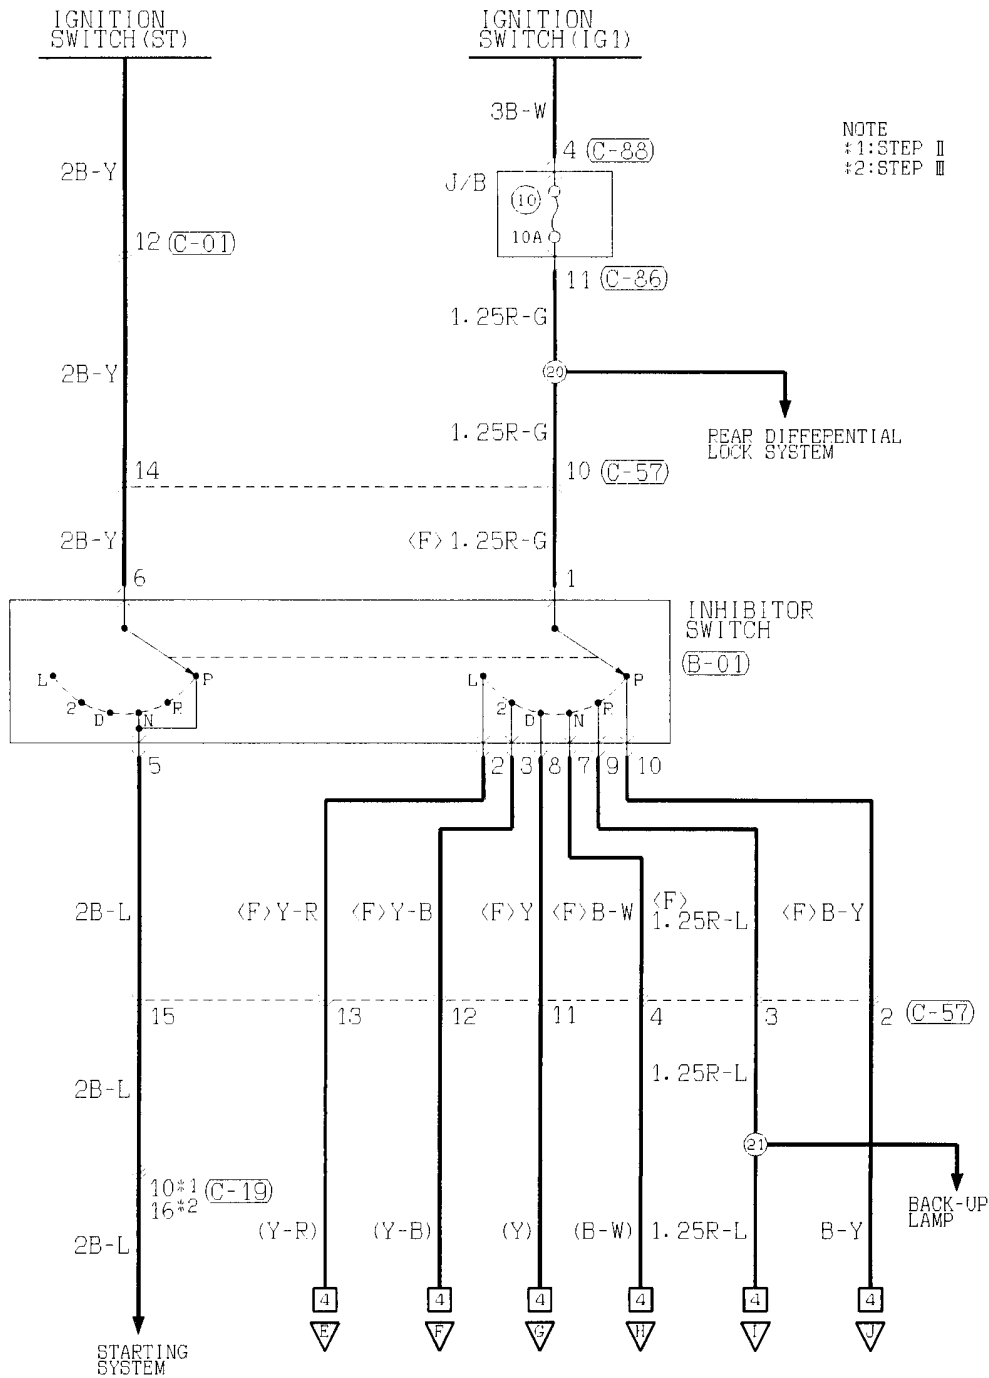 IGNITION
SWITCH(ST)
IGNITION
SWITCH(IG1)
3B-W
NOTE
*1:STEP Ⅱ
*2:STEP Ⅲ
4 (C-88)
2B-Y
J/B
10
10A
12 (C-01)
11 (C-86)
1.25R-G
2B-Y
20
1.25R-G
REAR DIFFERENTIAL
LOCK SYSTEM
14
10 (C-57)
2B-Y
<F>1.25R-G
6
1
INHIBITOR
SWITCH
(B-01)
L 2 D N R P
L 2 D N R P
5
2 3 8 7 9 10
2B-L
<F>Y-R
<F>Y-B
<F>Y
<F>B-W
<F>
1.25R-L
<F>B-Y
15
13
12
11
4
3
2 (C-57)
2B-L
1.25R-L
21
10*1 (C-19)
16*2
BACK-UP
LAMP
2B-L
(Y-R)
(Y-B)
(Y)
(B-W)
1.25R-L
B-Y
4 4 4 4 4 4
E F G H I J
STARTING
SYSTEM